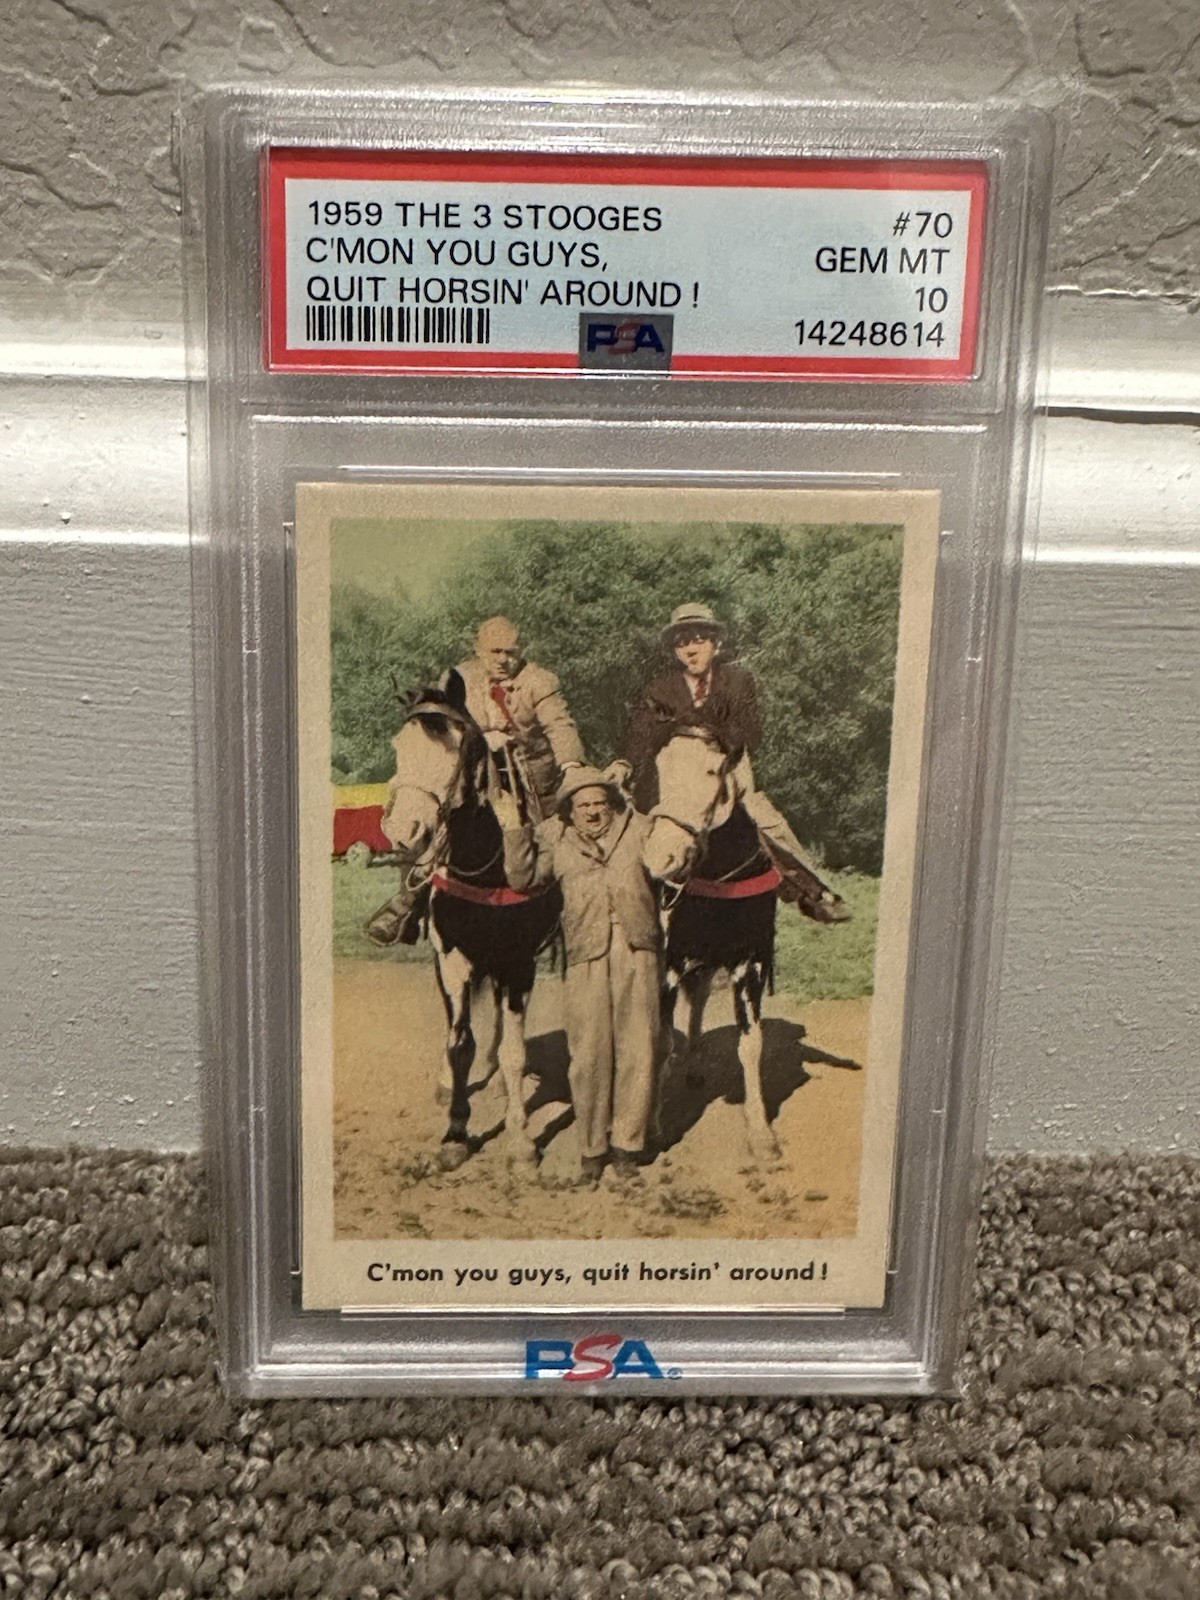 1959 THE 3 STOOGES #70
C'MON YOU GUYS, GEM MT
QUIT HORSIN' AROUND ! 10
PSA 14248614
C'mon you guys, quit horsin' around !
PSA®